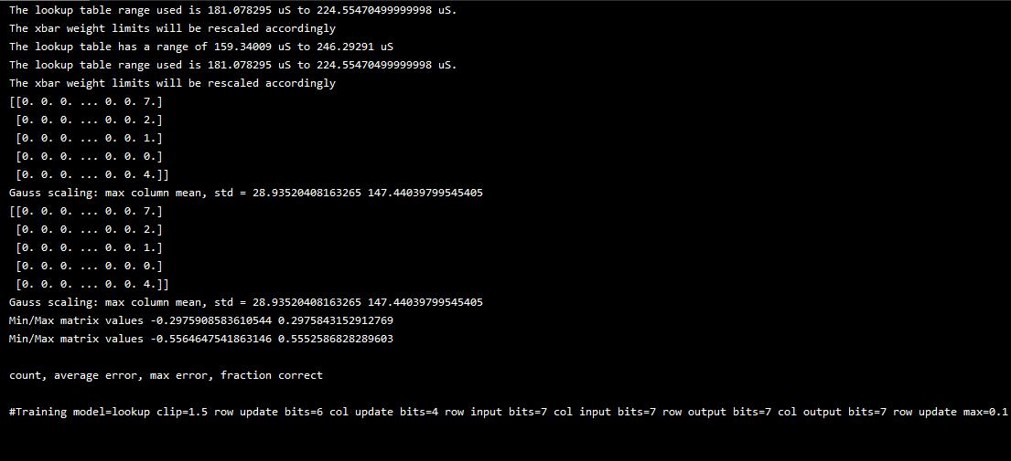 The lookup table range used is 181.078295 uS to 224.55470499999998 uS.
The xbar weight limits will be rescaled accordingly
The lookup table has a range of 159.34009 uS to 246.29291 uS
The lookup table range used is 181.078295 uS to 224.55470499999998 uS.
The xbar weight limits will be rescaled accordingly
[[0. 0. 0. ... 0. 0. 7.]
[0. 0. 0. ... 0. 0. 2.]
[0. 0. 0. ... 0. 0. 1.]
[0. 0. 0. ... 0. 0. 0.]
[0. 0. 0. ... 0. 0. 4.]]
Gauss scaling: max column mean, std = 28.93520408163265 147.44039799545405
[[0. 0. 0. ... 0. 0. 7.]
[0. 0. 0. ... 0. 0. 2.]
[0. 0. 0. ... 0. 0. 1.]
[0. 0. 0. ... 0. 0. 0.]
[0. 0. 0. ... 0. 0. 4.]]
Gauss scaling: max column mean, std = 28.93520408163265 147.44039799545405
Min/Max matrix values -0.2975908583610544 0.2975843152912769
Min/Max matrix values -0.5564647541863146 0.5552586828289603
count, average error, max error, fraction correct
#Training model=lookup clip=1.5 row update bits=6 col update bits=4 row input bits=7 col input bits=7 row output bits=7 col output bits=7 row update max=0.1